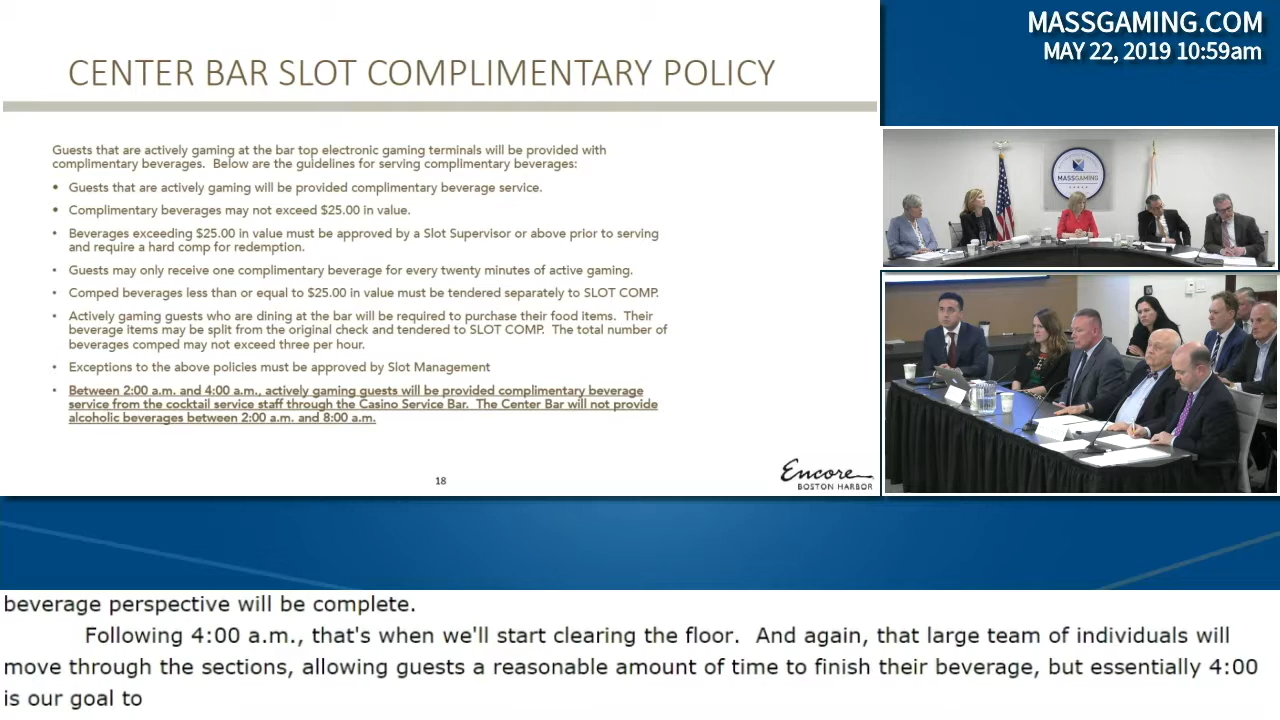 CENTER BAR SLOT COMPLIMENTARY POLICY
Guests that are actively gaming at the bar top electronic gaming terminals will be provided with
complimentary beverages. Below are the guidelines for serving complimentary beverages:
• Guests that are actively gaming will be provided complimentary beverage service.
• Complimentary beverages may not exceed $25.00 in value.
• Beverages exceeding $25.00 in value must be approved by a Slot Supervisor or above prior to serving
and require a hard comp for redemption.
• Guests may only receive one complimentary beverage for every twenty minutes of active gaming.
• Comped beverages less than or equal to $25.00 in value must be tendered separately to SLOT COMP.
• Actively gaming guests who are dining at the bar will be required to purchase their food items. Their
beverage items may be split from the original check and tendered to SLOT COMP. The total number of
beverages comped may not exceed three per hour.
• Exceptions to the above policies must be approved by Slot Management
• Between 2:00 a.m. and 4:00 a.m., actively gaming guests will be provided complimentary beverage
service from the cocktail service staff through the Casino Service Bar. The Center Bar will not provide
alcoholic beverages between 2:00 a.m. and 8:00 a.m.
18
Encore
BOSTON HARBOR
MASSGAMING.COM
MAY 22, 2019 10:59am
MASSGAMING
beverage perspective will be complete.
Following 4:00 a.m., that's when we'll start clearing the floor. And again, that large team of individuals will
move through the sections, allowing guests a reasonable amount of time to finish their beverage, but essentially 4:00
is our goal to